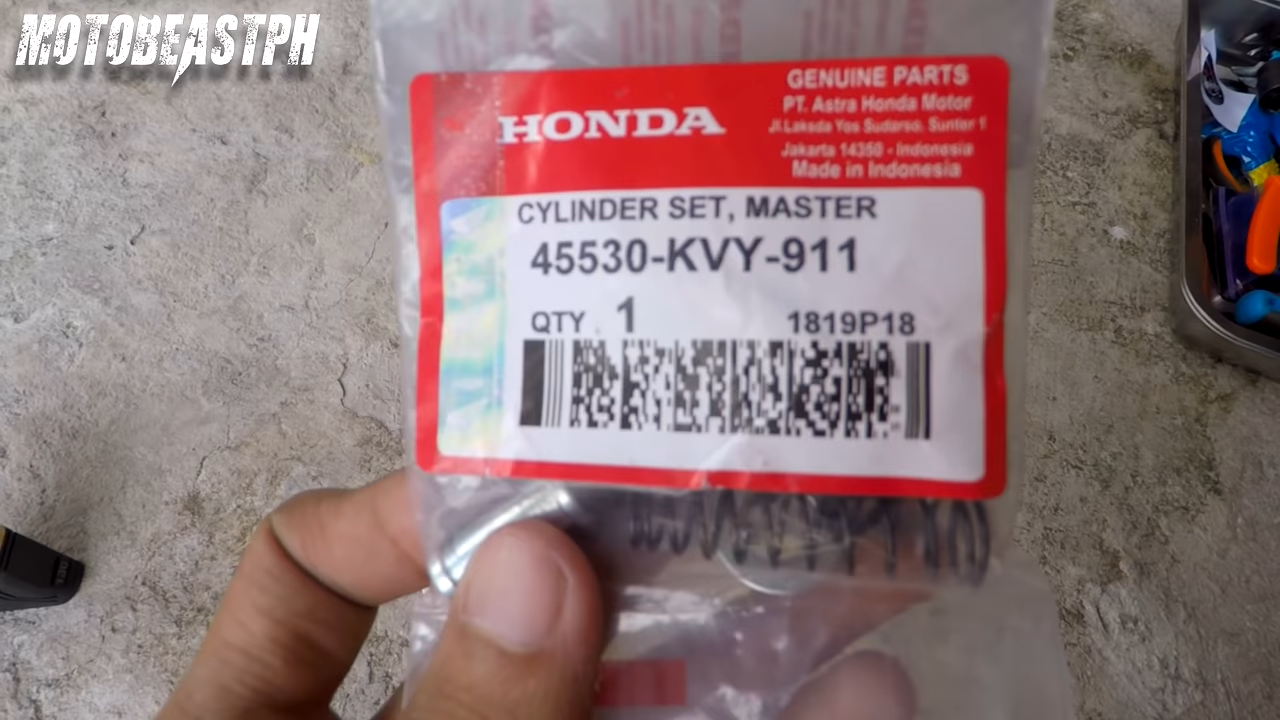 MOTOBEASTPH
HONDA
GENUINE PARTS
PT. Astra Honda Motor
Jl.Laksda Yos Sudarso. Sunter 1
Jakarta 14350 - Indonesia
Made in Indonesia
CYLINDER SET, MASTER
45530-KVY-911
QTY 1
1819P18